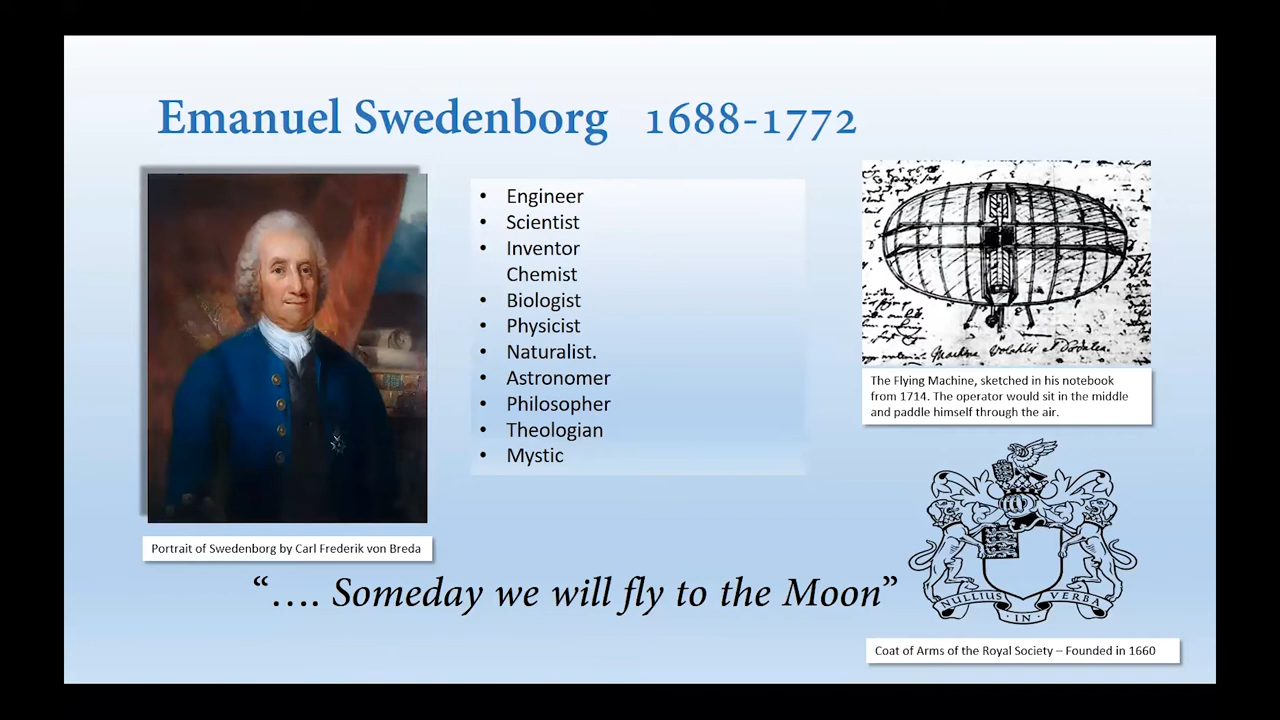 Emanuel Swedenborg 1688-1772
• Engineer
• Scientist
• Inventor
Chemist
• Biologist
• Physicist
• Naturalist.
• Astronomer
• Philosopher
• Theologian
• Mystic
Portrait of Swedenborg by Carl Frederik von Breda
The Flying Machine, sketched in his notebook
from 1714. The operator would sit in the middle
and paddle himself through the air.
“…. Someday we will fly to the Moon”
NULLIUS IN VERBA
Coat of Arms of the Royal Society – Founded in 1660